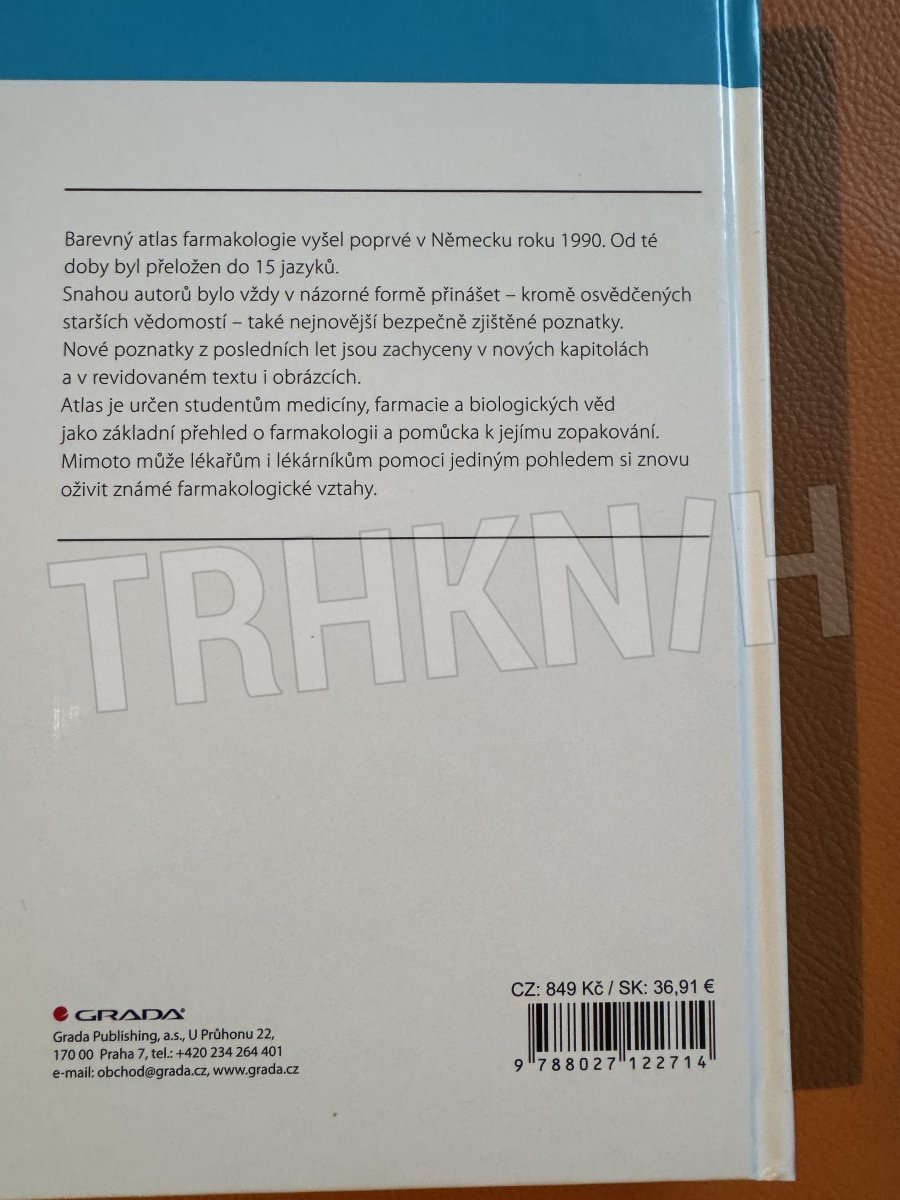 Barevný atlas farmakologie vyšel poprvé v Německu roku 1990. Od té
doby byl přeložen do 15 jazyků.
Snahou autorů bylo vždy v názorné formě přinášet – kromě osvědčených
starších vědomostí – také nejnovější bezpečně zjištěné poznatky.
Nové poznatky z posledních let jsou zachyceny v nových kapitolách
a v revidovaném textu i obrázcích.
Atlas je určen studentům medicíny, farmacie a biologických věd
jako základní přehled o farmakologii a pomůcka k jejímu zopakování.
Mimoto může lékařům i lékárníkům pomoci jediným pohledem si znovu
oživit známé farmakologické vztahy.
TRHKNIH
GRADA®
Grada Publishing, a.s., U Průhonu 22,
170 00 Praha 7, tel.: +420 234 264 401
e-mail: obchod@grada.cz, www.grada.cz
CZ: 849 Kč / SK: 36,91 €
9 788027 122714